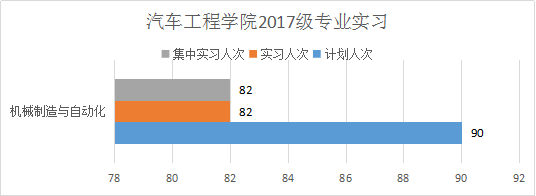 汽车工程学院2017级专业实习
集中实习人次 实习人次 计划人次
82
机械制造与自动化
82
90
78 80 82 84 86 88 90 92